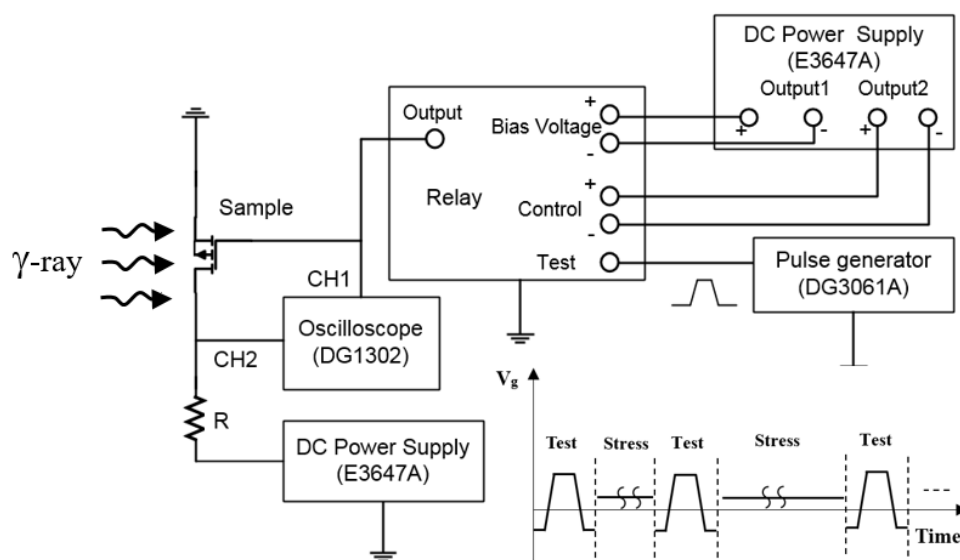 DC Power Supply
(E3647A)
Output1 Output2
+ - + -
Output
Bias Voltage
+
-
Relay
Control
+
-
Test
Sample
γ-ray
CH1
Pulse generator
(DG3061A)
Oscilloscope
(DG1302)
CH2
R
DC Power Supply
(E3647A)
Vg
Test Stress Test Stress Test
---
Time